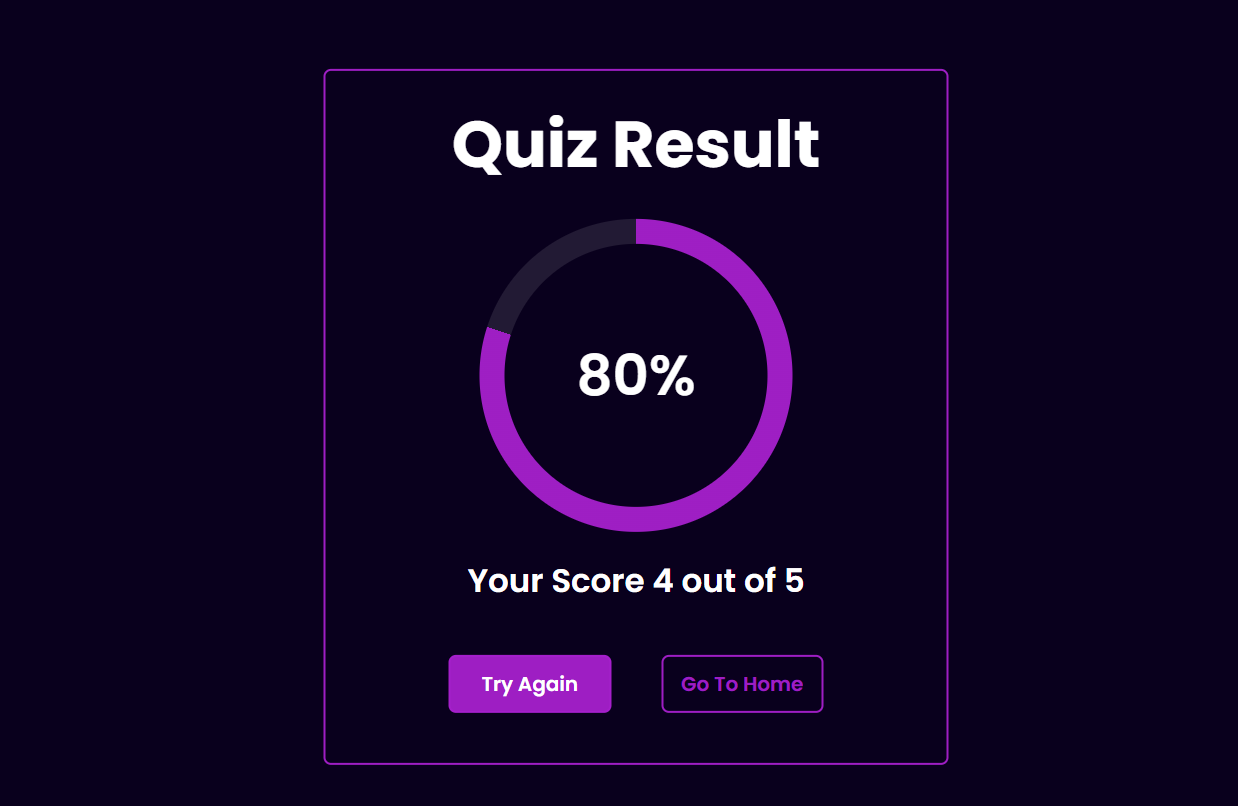 Quiz Result
80%
Your Score 4 out of 5
Try Again
Go To Home